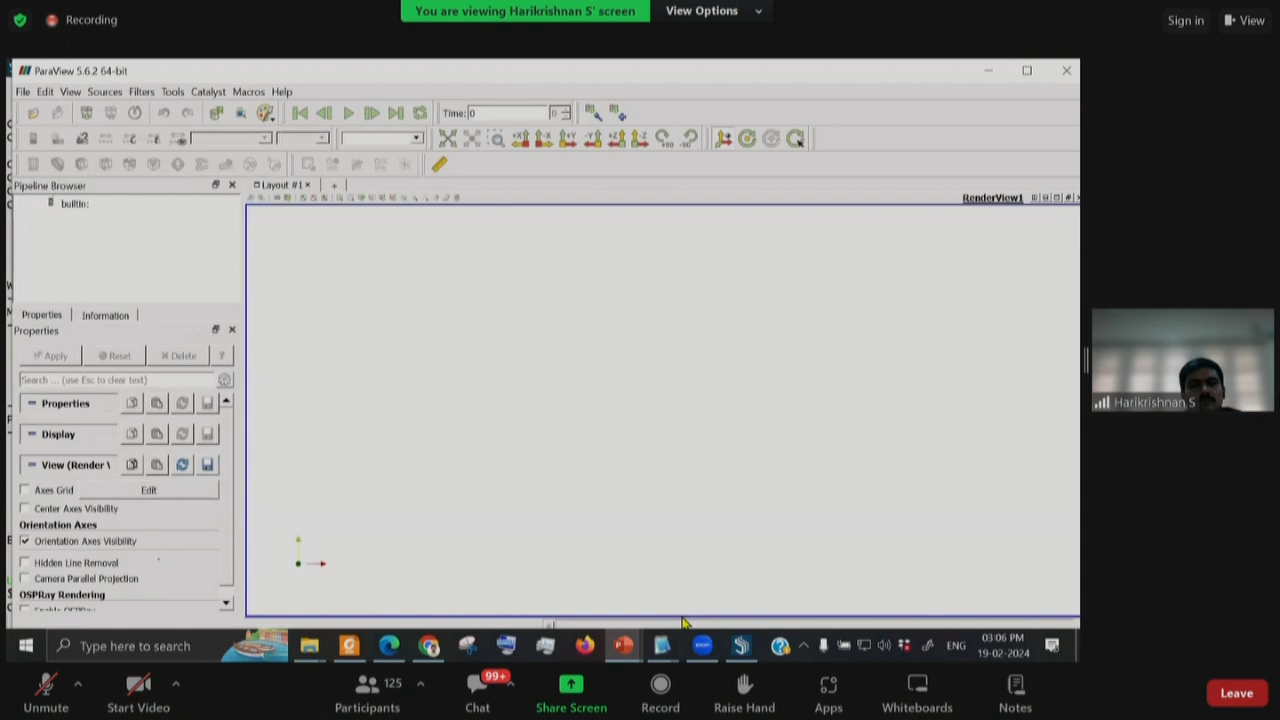 Recording
You are viewing Harikrishnan S' screen
View Options
Sign in
View
ParaView 5.6.2 64-bit
File Edit View Sources Filters Tools Catalyst Macros Help
Time: 0
0
Pipeline Browser
Layout #1
builtin:
RenderView1
Properties Information
Properties
Apply Reset Delete ?
Search ... (use Esc to clear text)
Properties
Display
View (Render
Axes Grid Edit
Center Axes Visibility
Orientation Axes
Orientation Axes Visibility
Hidden Line Removal
Camera Parallel Projection
OSPRay Rendering
Harikrishnan S
Type here to search
zoom
ENG
03:06 PM
19-02-2024
99+
125
Unmute
Start Video
Participants
Chat
Share Screen
Record
Raise Hand
Apps
Whiteboards
Notes
Leave